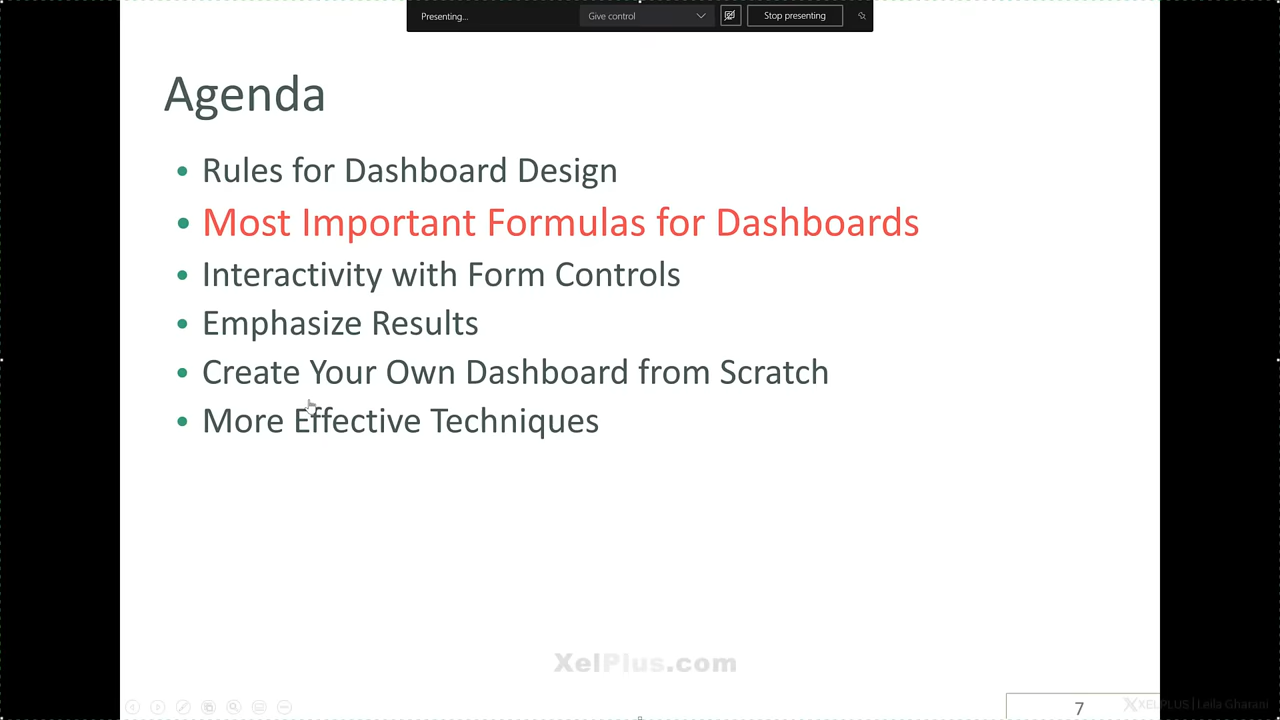 Presenting...
Give control
Stop presenting
Agenda
• Rules for Dashboard Design
• Most Important Formulas for Dashboards
• Interactivity with Form Controls
• Emphasize Results
• Create Your Own Dashboard from Scratch
• More Effective Techniques
XelPlus.com
7
XELPLUS | Leila Gharani